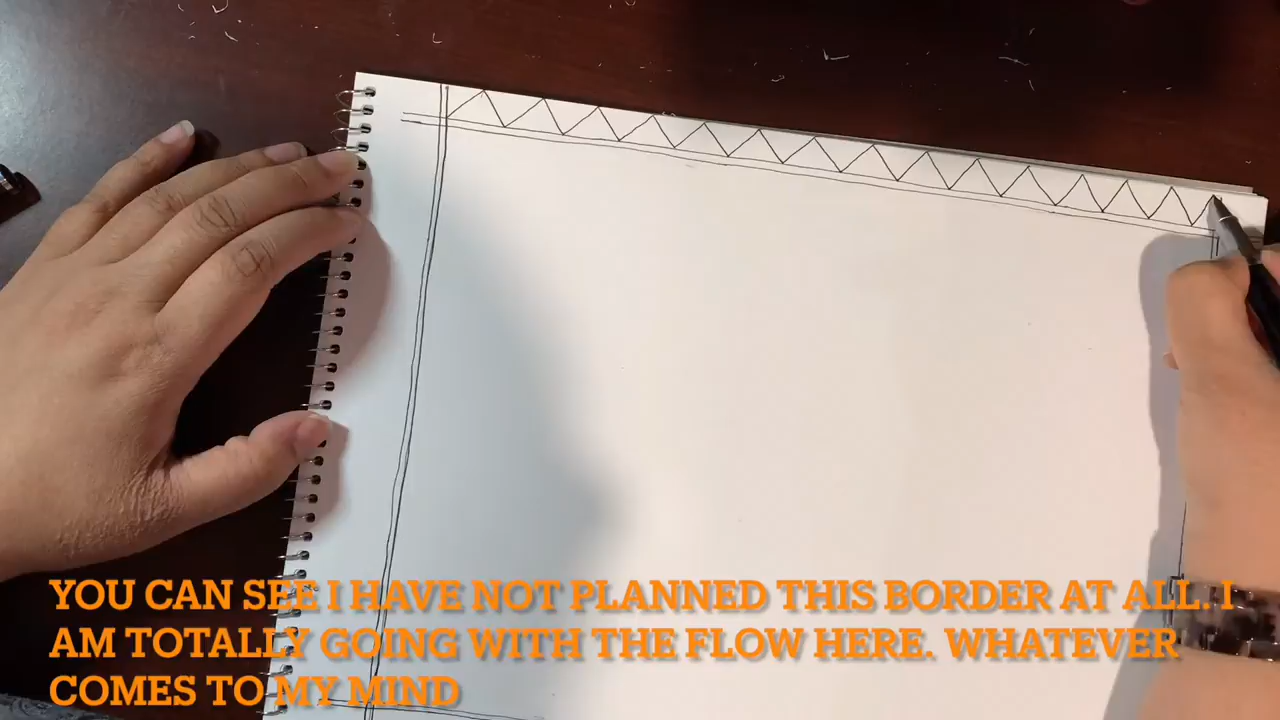 YOU CAN SEE I HAVE NOT PLANNED THIS BORDER AT ALL. I
AM TOTALLY GOING WITH THE FLOW HERE. WHATEVER
COMES TO MY MIND